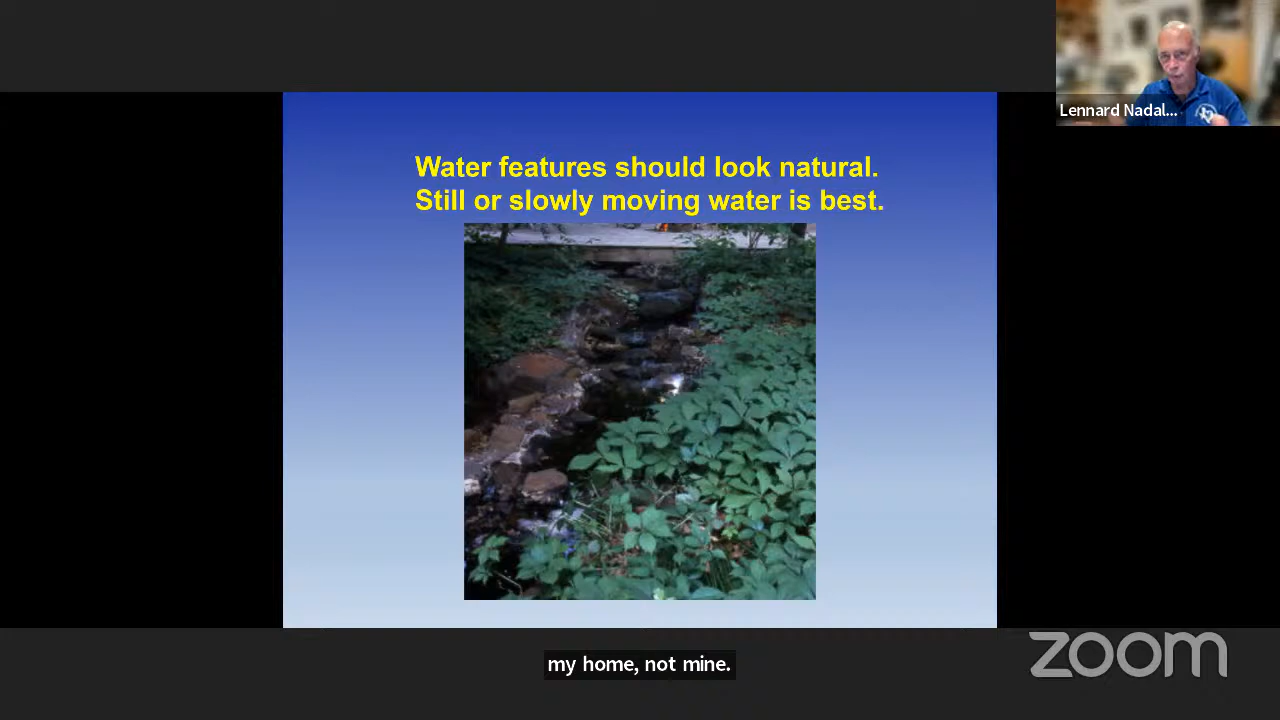 Lennard Nadal...
Water features should look natural.
Still or slowly moving water is best.
my home, not mine.
zoom